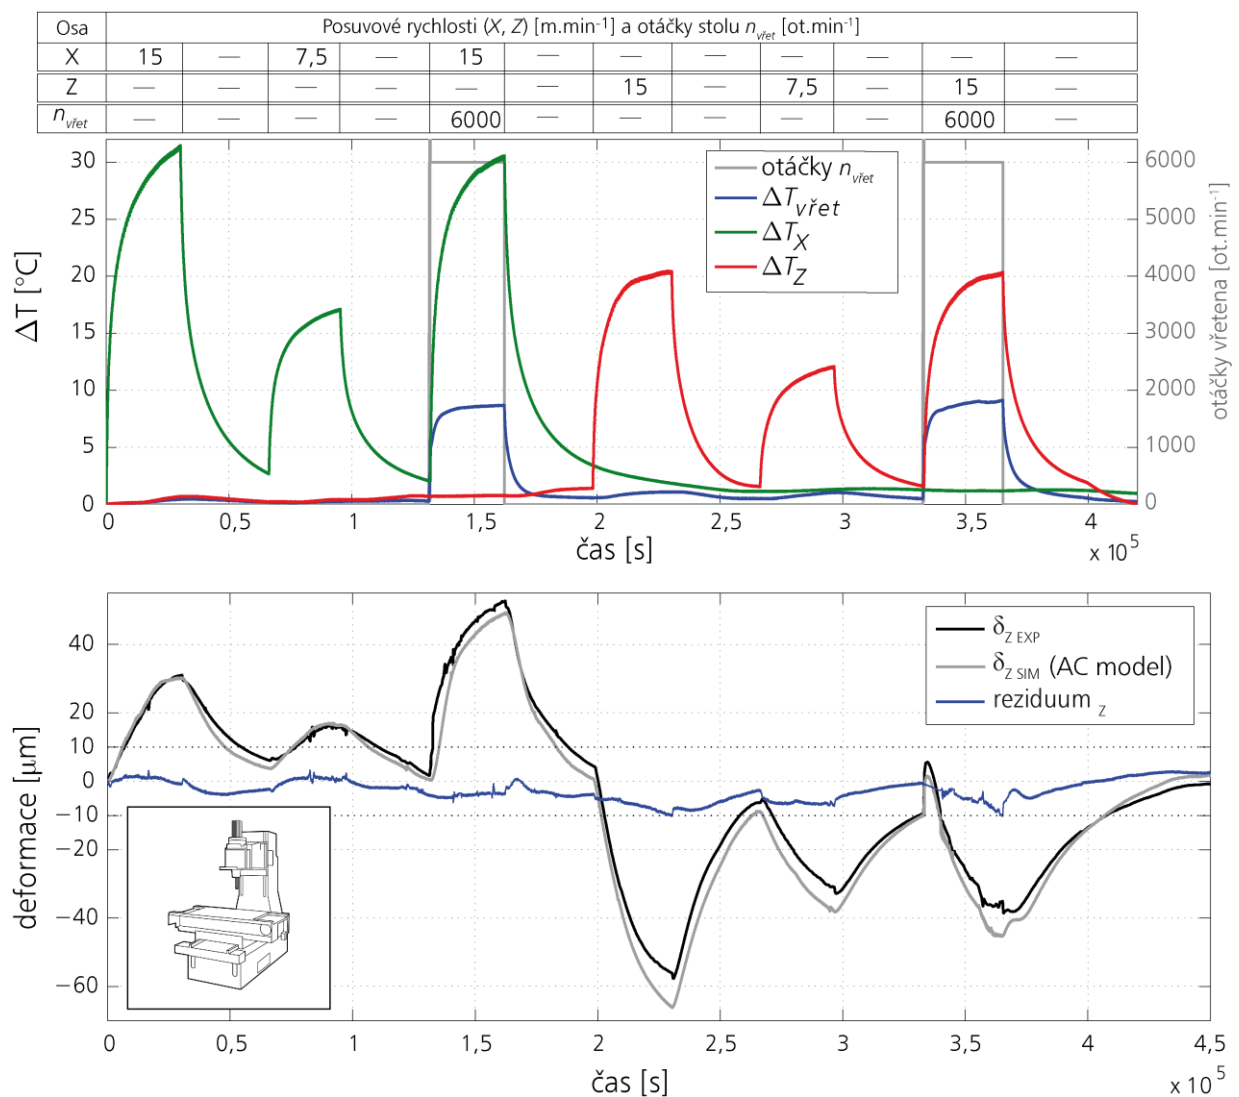 Osa Posuvové rychlosti (X, Z) [m.min-1] a otáčky stolu nvřet [ot.min-1]
X 15 — 7,5 — 15 — — — — — — —
Z — — — — — — 15 — 7,5 — 15 —
nvřet — — — — 6000 — — — — — 6000 —
30
25
20
15
10
5
0
ΔT [°C]
otáčky nvřet
ΔTvřet
ΔTX
ΔTZ
6000
5000
4000
3000
2000
1000
0
otáčky vřetena [ot.min-1]
0 0,5 1 1,5 2 2,5 3 3,5 4
čas [s]
x 10 5
40
20
10
0
−10
−20
−40
−60
deformace [µm]
δZ EXP
δZ SIM (AC model)
reziduum Z
0 0,5 1 1,5 2 2,5 3 3,5 4 4,5
čas [s]
x 10 5